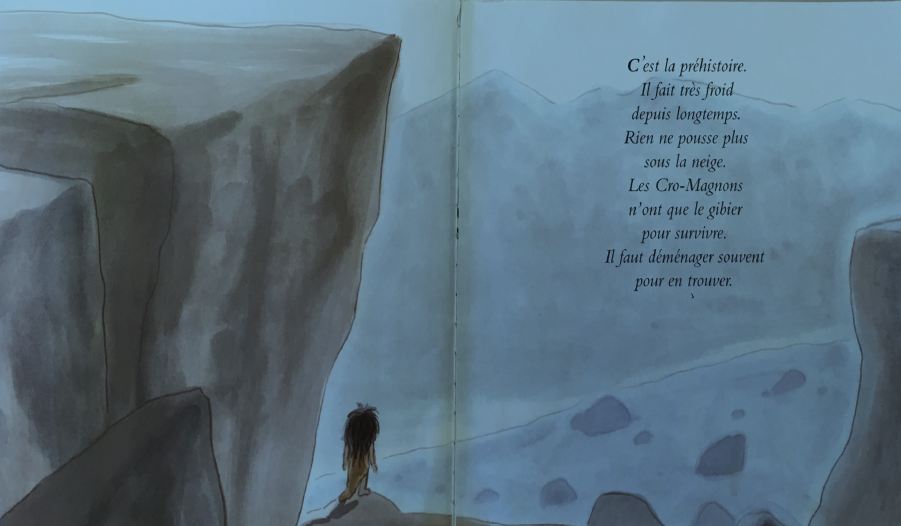 C'est la préhistoire.
Il fait très froid
depuis longtemps.
Rien ne pousse plus
sous la neige.
Les Cro-Magnons
n'ont que le gibier
pour survivre.
Il faut déménager souvent
pour en trouver.